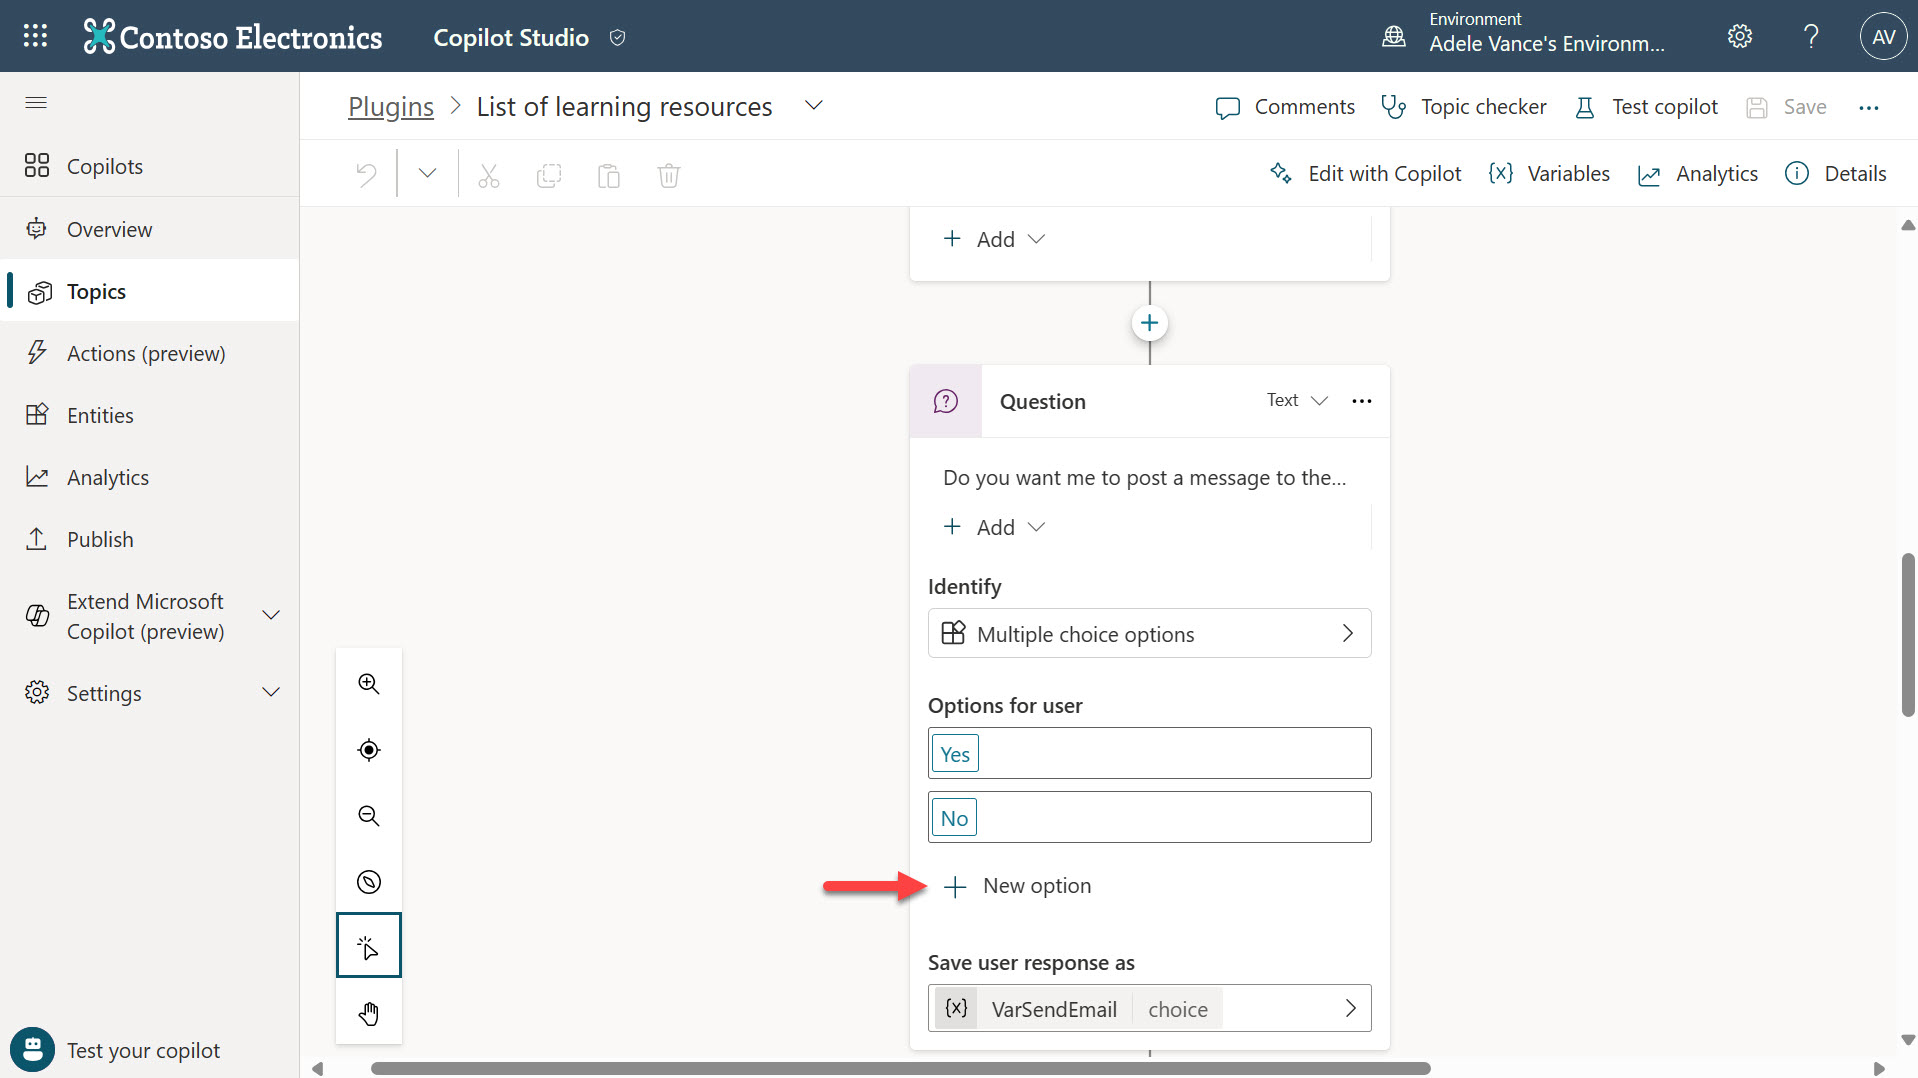 Contoso Electronics
Copilot Studio
Environment
Adele Vance's Environm...
AV
Plugins > List of learning resources
Comments
Topic checker
Test copilot
Save
Edit with Copilot
Variables
Analytics
Details
Copilots
Overview
Topics
Actions (preview)
Entities
Analytics
Publish
Extend Microsoft
Copilot (preview)
Settings
Test your copilot
Add
Question
Text
Do you want me to post a message to the...
Add
Identify
Multiple choice options
Options for user
Yes
No
New option
Save user response as
{x} VarSendEmail choice